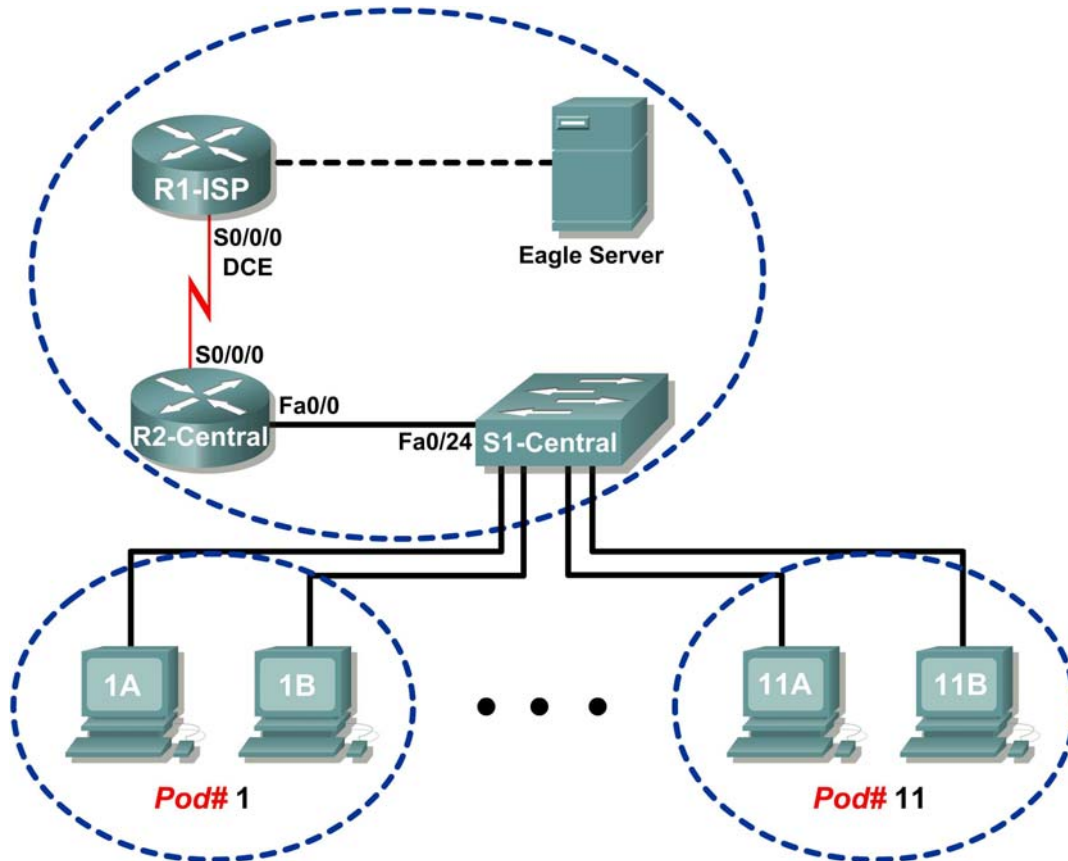 R1-ISP
S0/0/0
DCE
Eagle Server
S0/0/0
R2-Central
Fa0/0
Fa0/24
S1-Central
1A
1B
11A
11B
Pod# 1
Pod# 11